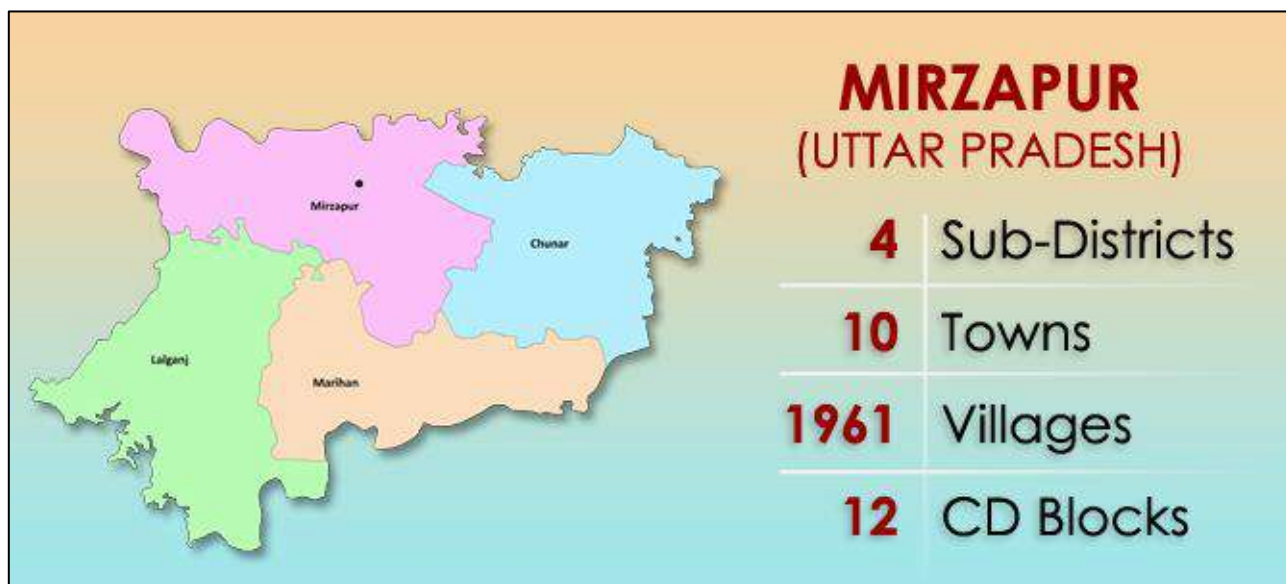 MIRZAPUR
(UTTAR PRADESH)
4 Sub-Districts
10 Towns
1961 Villages
12 CD Blocks
Mirzapur
Chunar
Lalganj
Marihan